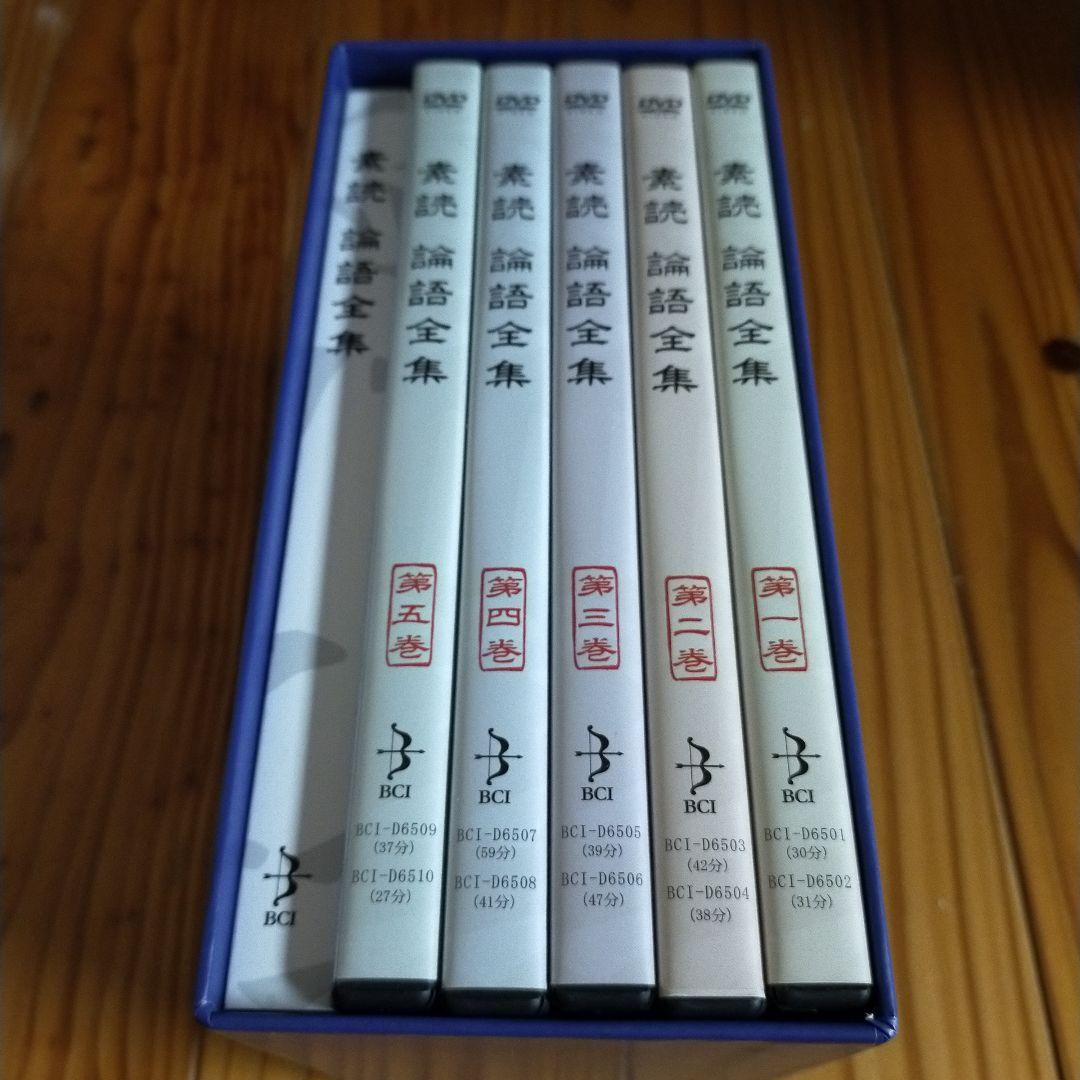 素読 論語全集
BCI
DVD
VIDEO
素読 論語全集
第五巻
BCI
BCI-D6509
(37分)
BCI-D6510
(27分)
DVD
VIDEO
素読 論語全集
第四巻
BCI
BCI-D6507
(59分)
BCI-D6508
(41分)
DVD
VIDEO
素読 論語全集
第三巻
BCI
BCI-D6505
(39分)
BCI-D6506
(47分)
DVD
VIDEO
素読 論語全集
第二巻
BCI
BCI-D6503
(42分)
BCI-D6504
(38分)
DVD
VIDEO
素読 論語全集
第一巻
BCI
BCI-D6501
(30分)
BCI-D6502
(31分)